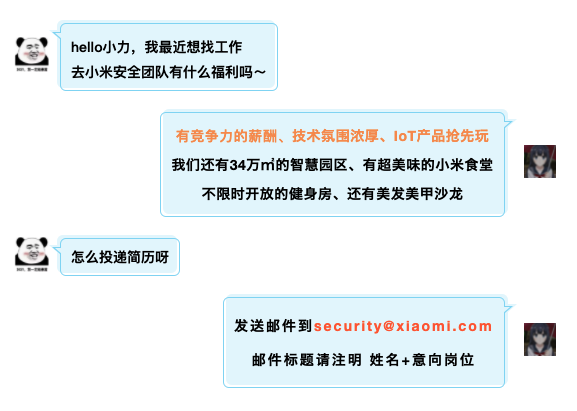 hello小力，我最近想找工作
去小米安全团队有什么福利吗～
有竞争力的薪酬、技术氛围浓厚、IoT产品抢先玩
我们还有34万㎡的智慧园区、有超美味的小米食堂
不限时开放的健身房、还有美发美甲沙龙
怎么投递简历呀
发送邮件到security@xiaomi.com
邮件标题请注明 姓名+意向岗位